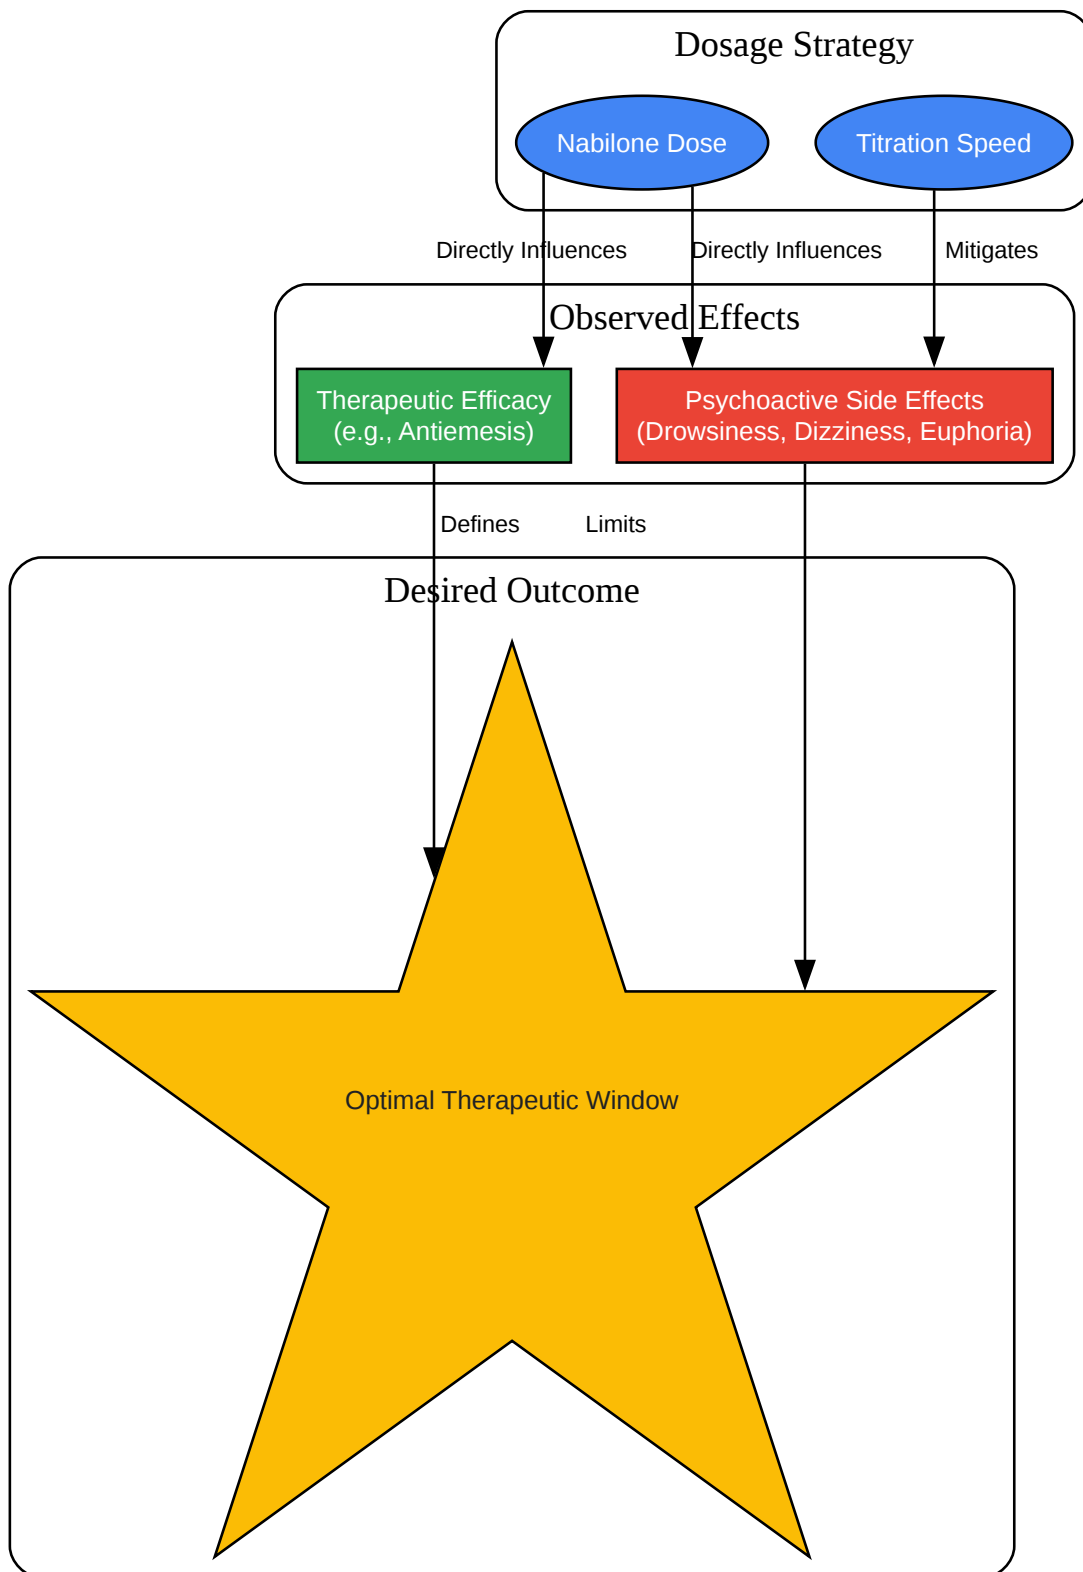 Dosage Strategy
Nabilone Dose
Titration Speed
Directly Influences
Directly Influences
Mitigates
Observed Effects
Therapeutic Efficacy
(e.g., Antiemesis)
Psychoactive Side Effects
(Drowsiness, Dizziness, Euphoria)
Defines
Limits
Desired Outcome
Optimal Therapeutic Window